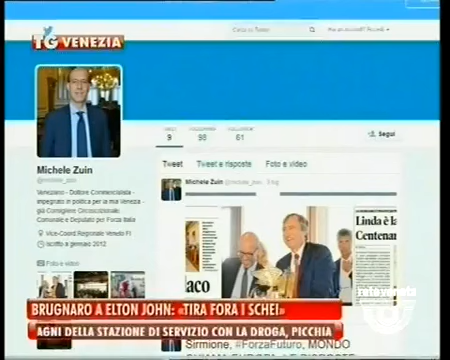 TG VENEZIA
9
98
61
Segui
Tweet Tweet e risposte Foto e video
Michele Zuin
Michele Zuin
Veneziano - Dottore Commercialista -
impegnato in politica per la mia Venezia -
già Consigliere Circoscrizionale,
Comunale e Deputato per Forza Italia
Vice-Coord Regionale Veneto FI
Iscritto a gennaio 2012
Foto e video
aco
Linda è la
Centenar
BRUGNARO A ELTON JOHN: «TIRA FORA I SCHEI»
AGNI DELLA STAZIONE DI SERVIZIO CON LA DROGA, PICCHIA
televeneta
Sirmione, #ForzaFuturo, MONDO